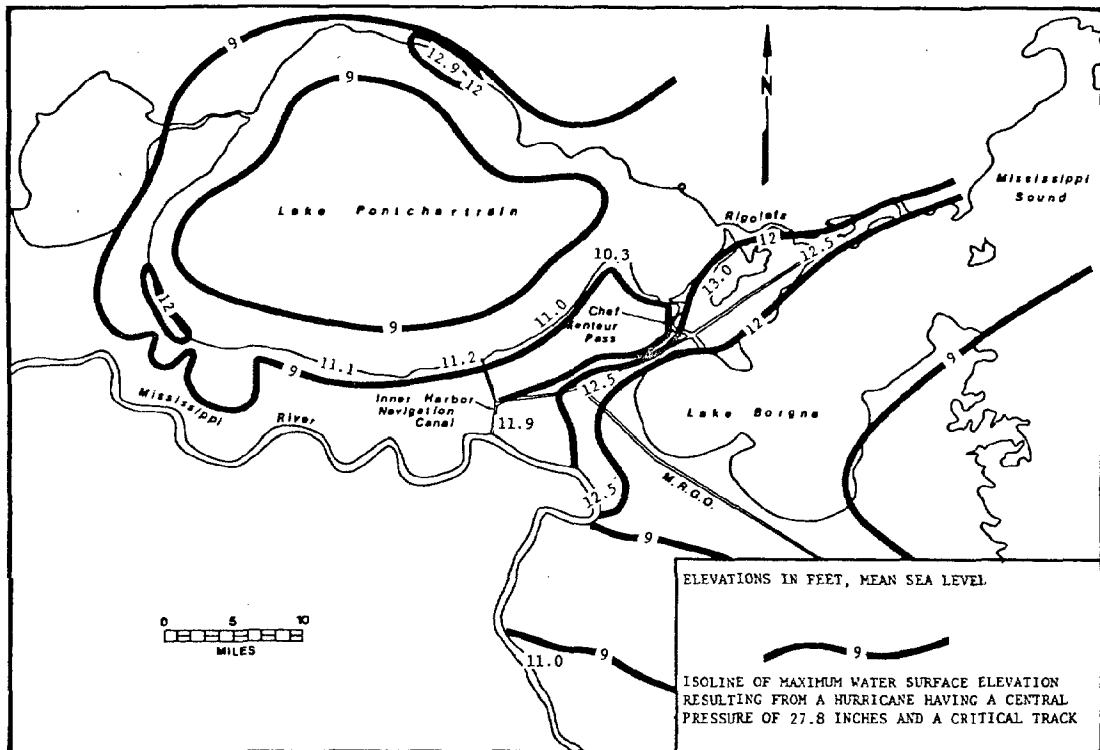 9
12.9
12
9
N
Mississippi
Sound
Lake Pontchartrain
Rigolets
12
12.5
13.0
10.3
Chef
Menteur
Pass
11.0
12
12
9
11.1
11.2
9
9
12.5
Mississippi
River
Inner Harbor
Navigation
Canal
11.9
Lake Borgne
M.R.G.O.
12.5
9
0 5 10
MILES
9
11.0
ELEVATIONS IN FEET, MEAN SEA LEVEL
9
ISOLINE OF MAXIMUM WATER SURFACE ELEVATION
RESULTING FROM A HURRICANE HAVING A CENTRAL
PRESSURE OF 27.8 INCHES AND A CRITICAL TRACK